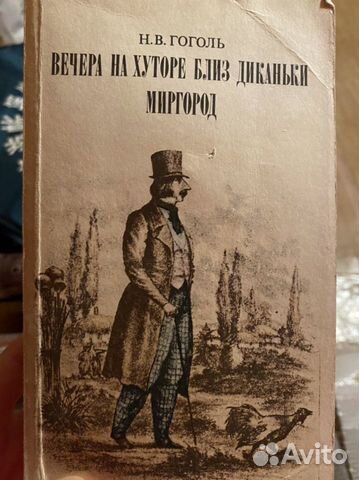 Н.В. ГОГОЛЬ
ВЕЧЕРА НА ХУТОРЕ БЛИЗ ДИКАНЬКИ
МИРГОРОД
Avito